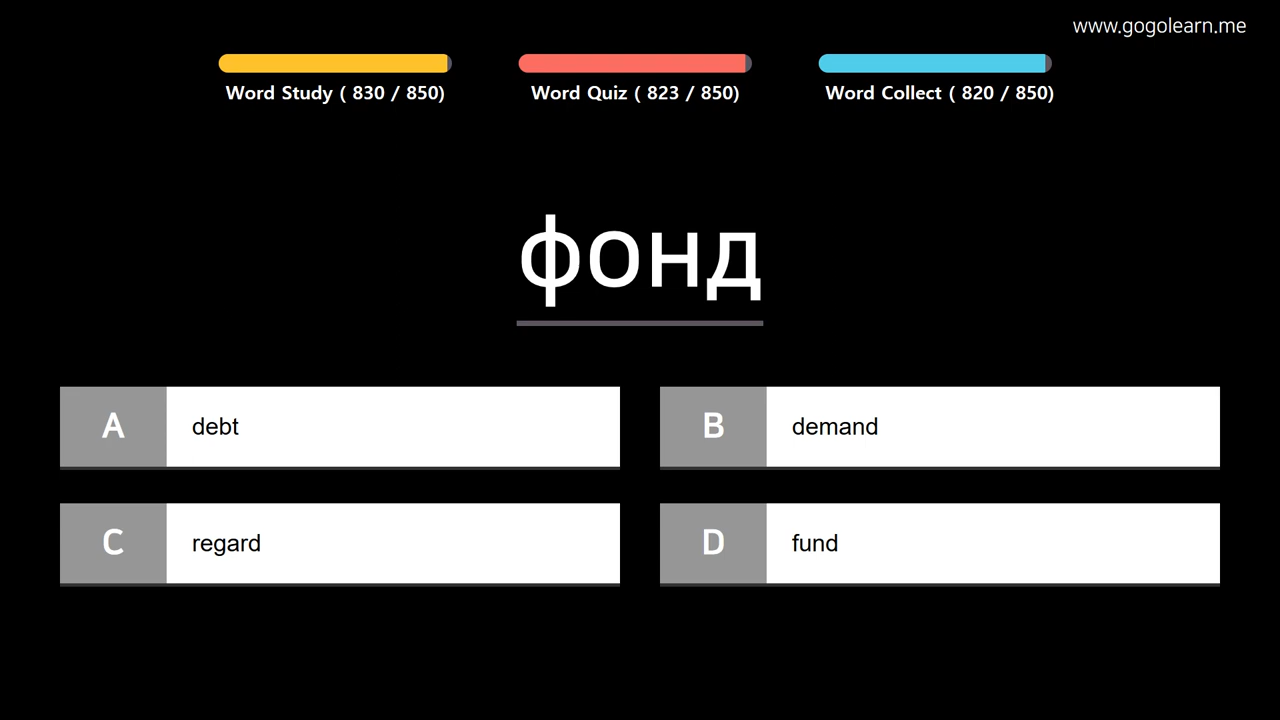 www.gogolearn.me
Word Study ( 830 / 850)
Word Quiz ( 823 / 850)
Word Collect ( 820 / 850)
фонд
A debt
B demand
C regard
D fund